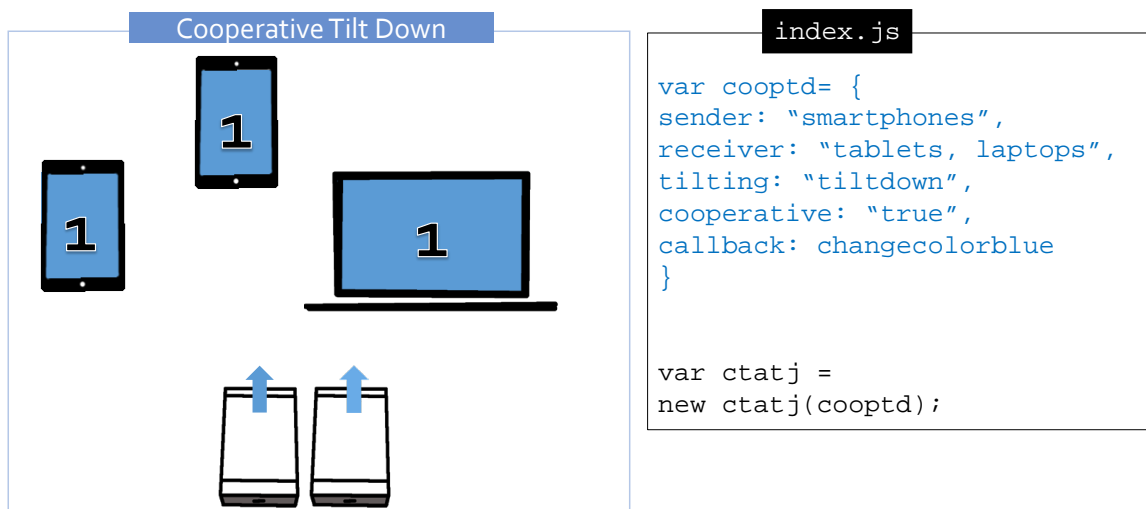 Cooperative Tilt Down
1
1
1
index.js
var cooptd= {
sender: “smartphones”,
receiver: “tablets, laptops”,
tilting: “tiltdown”,
cooperative: “true”,
callback: changecolorblue
}
var ctatj =
new ctatj(cooptd);